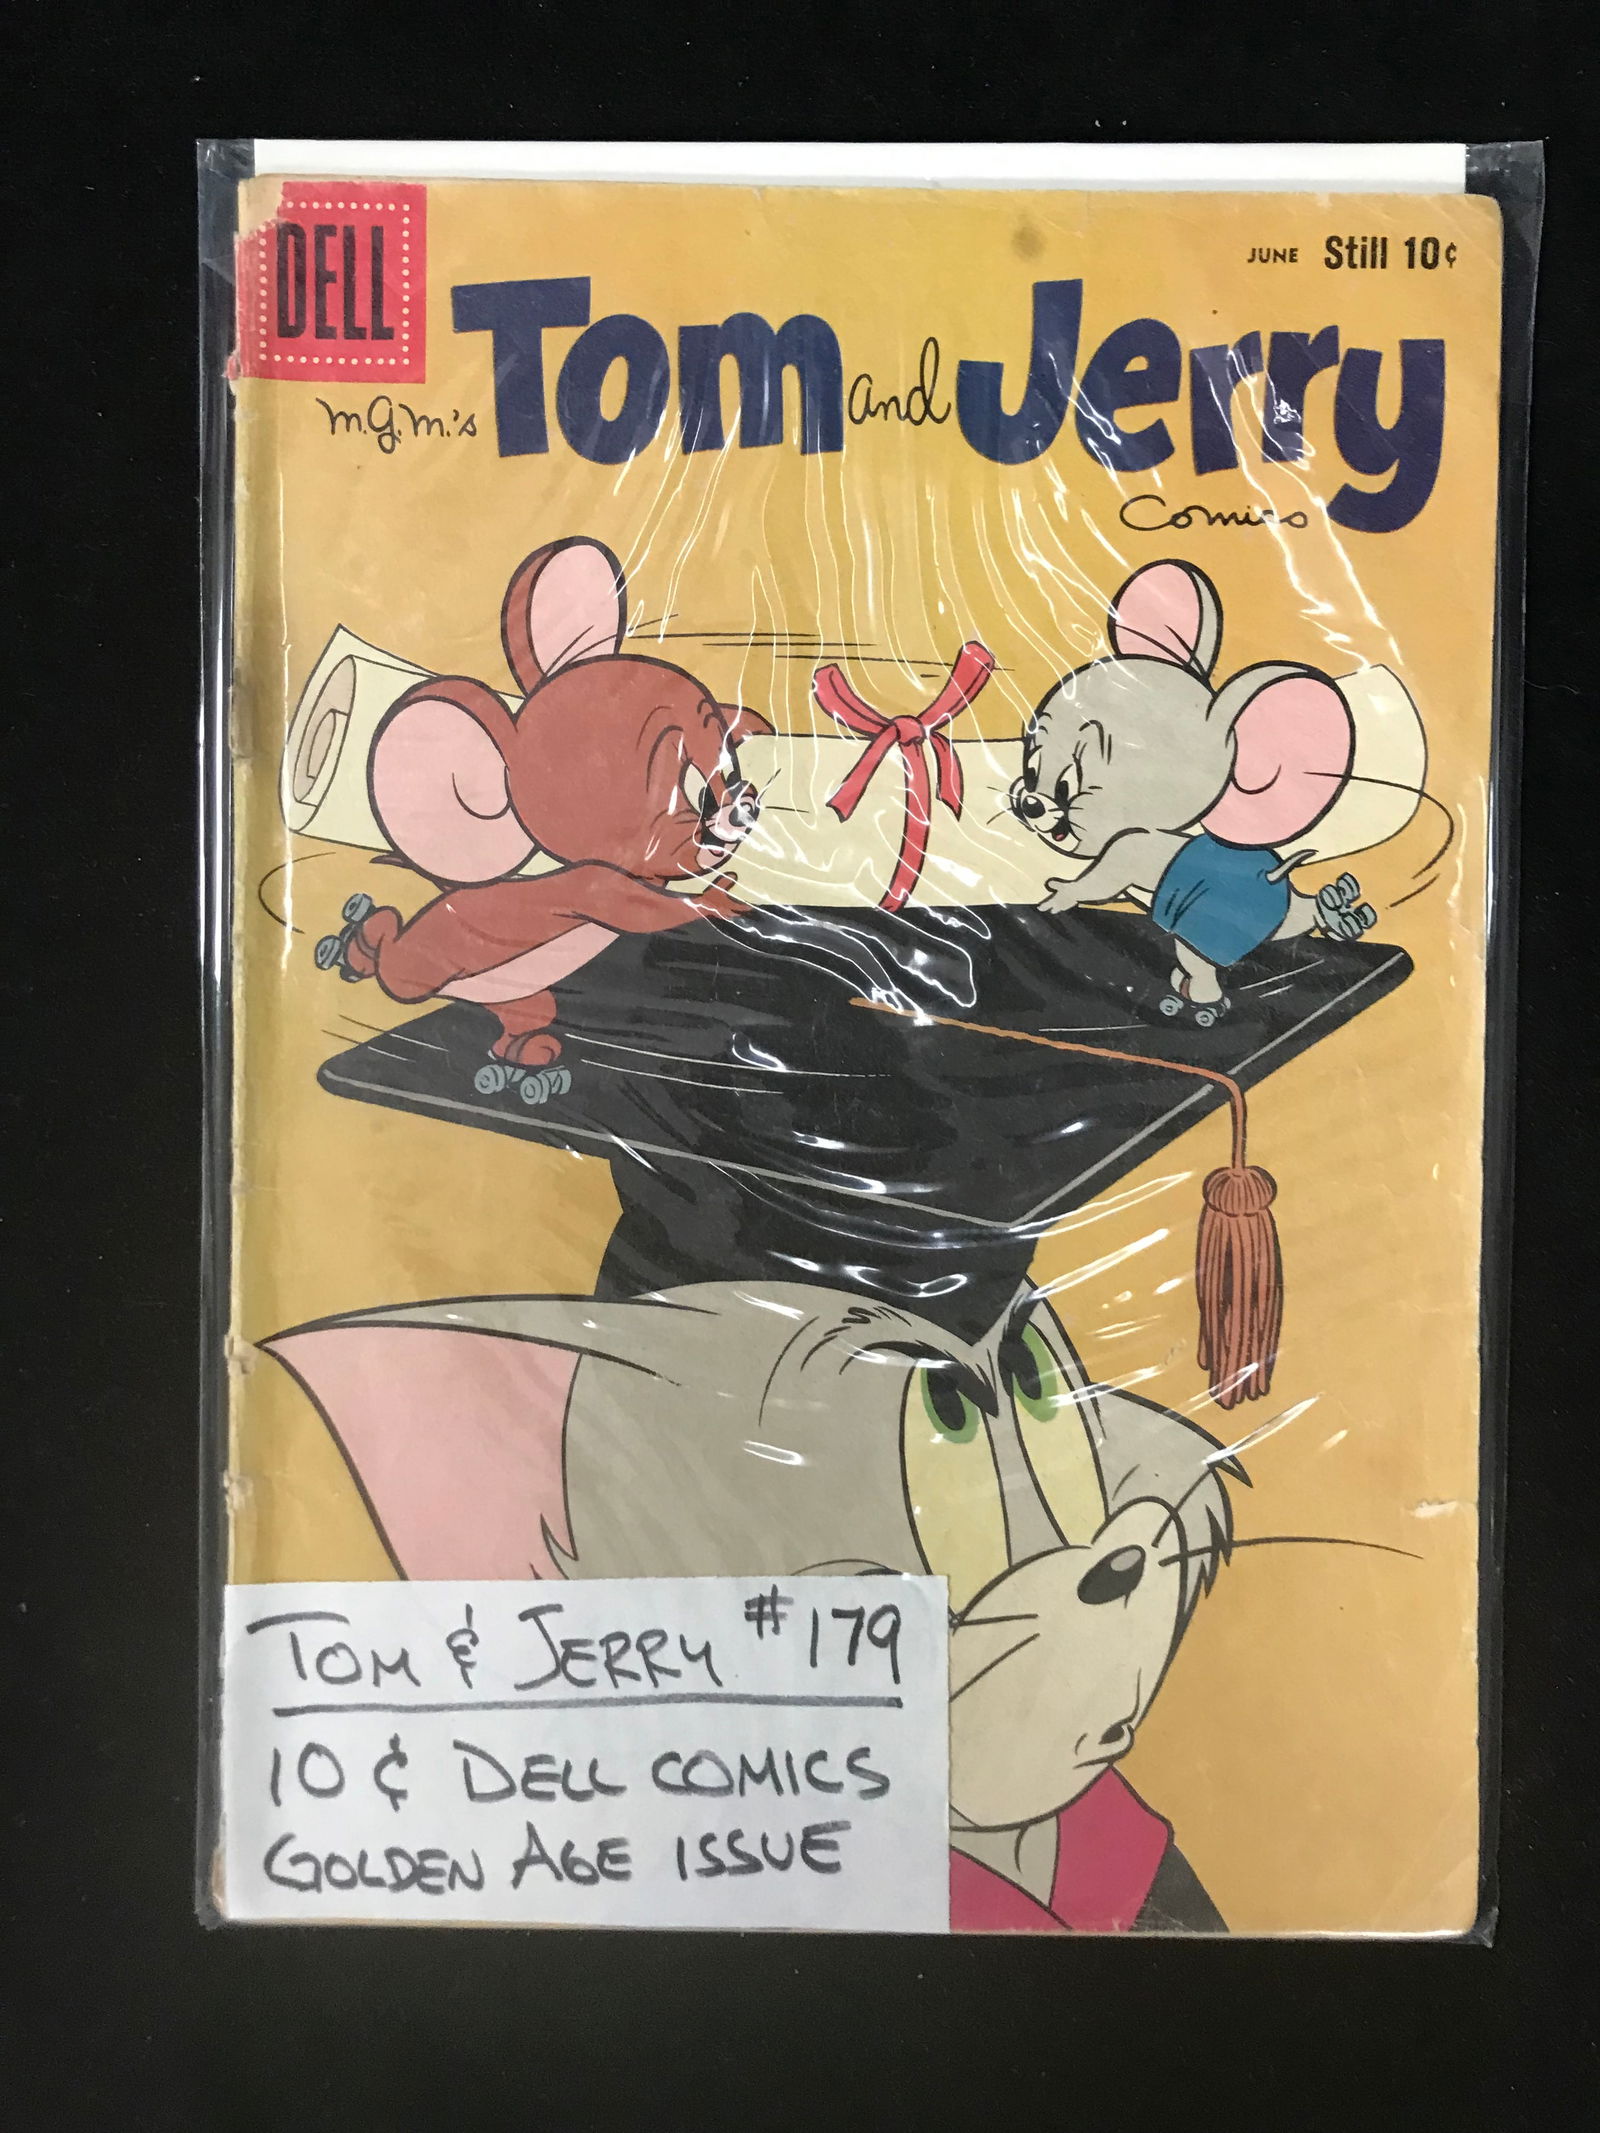 DELL
JUNE Still 10¢
M.G.M.'s Tom and Jerry
Comics
TOM & JERRY #179
10¢ DELL COMICS
GOLDEN AGE ISSUE